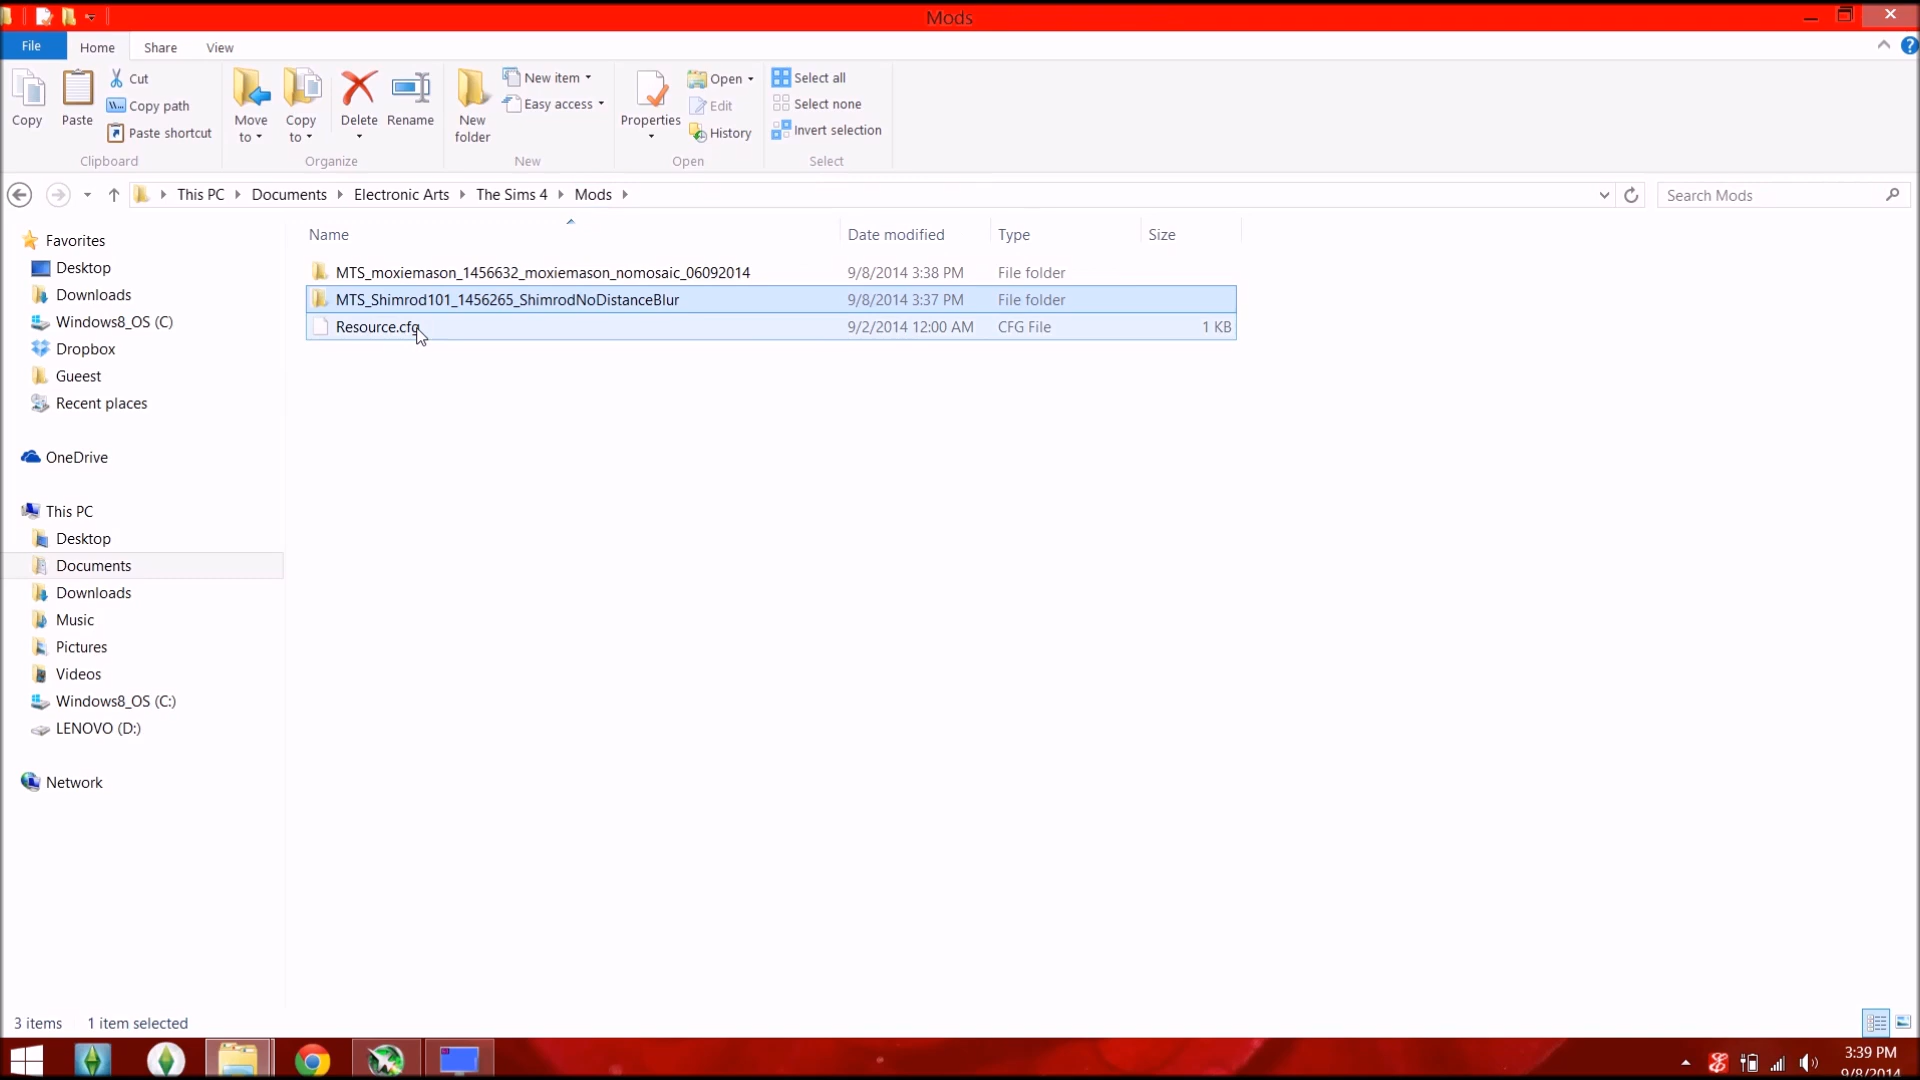 Mods
File Home Share View
Copy
Paste
Cut
Copy path
Paste shortcut
Clipboard
Move to
Copy to
Delete
Rename
Organize
New folder
New item
Easy access
New
Properties
Open
Edit
History
Open
Select all
Select none
Invert selection
Select
This PC Documents Electronic Arts The Sims 4 Mods
Search Mods
Favorites
Desktop
Downloads
Windows8_OS (C)
Dropbox
Gueest
Recent places
OneDrive
This PC
Desktop
Documents
Downloads
Music
Pictures
Videos
Windows8_OS (C:)
LENOVO (D:)
Network
Name Date modified Type Size
MTS_moxiemason_1456632_moxiemason_nomosaic_06092014 9/8/2014 3:38 PM File folder
MTS_Shimrod101_1456265_ShimrodNoDistanceBlur 9/8/2014 3:37 PM File folder
Resource.cfg 9/2/2014 12:00 AM CFG File 1 KB
3 items 1 item selected
3:39 PM
9/8/2014